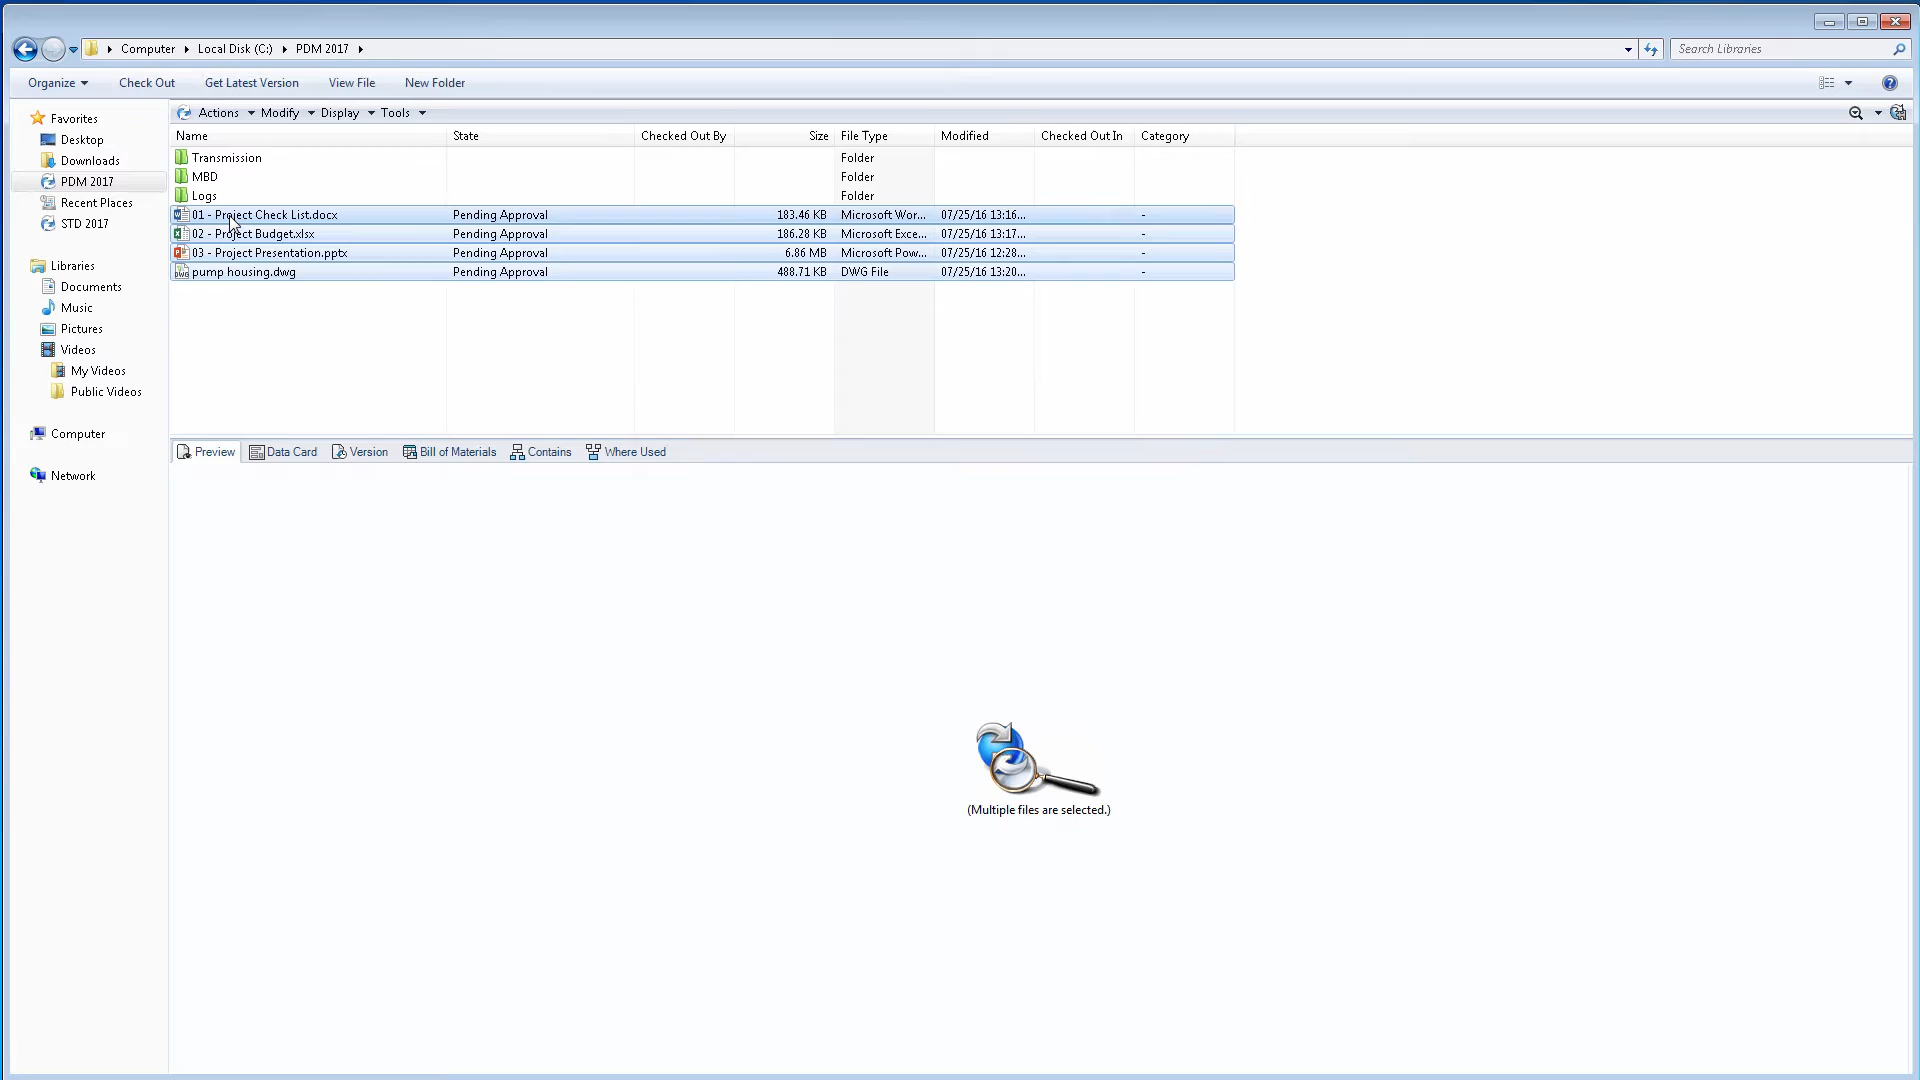 Computer Local Disk (C:) PDM 2017 Search Libraries
Organize Check Out Get Latest Version View File New Folder
Favorites
Desktop
Downloads
PDM 2017
Recent Places
STD 2017
Libraries
Documents
Music
Pictures
Videos
My Videos
Public Videos
Computer
Network
Actions Modify Display Tools
Name State Checked Out By Size File Type Modified Checked Out In Category
Transmission Folder
MBD Folder
Logs Folder
01 - Project Check List.docx Pending Approval 183.46 KB Microsoft Wor... 07/25/16 13:16... -
02 - Project Budget.xlsx Pending Approval 186.28 KB Microsoft Exce... 07/25/16 13:17... -
03 - Project Presentation.pptx Pending Approval 6.86 MB Microsoft Pow... 07/25/16 12:28... -
pump housing.dwg Pending Approval 488.71 KB DWG File 07/25/16 13:20... -
Preview Data Card Version Bill of Materials Contains Where Used
(Multiple files are selected.)